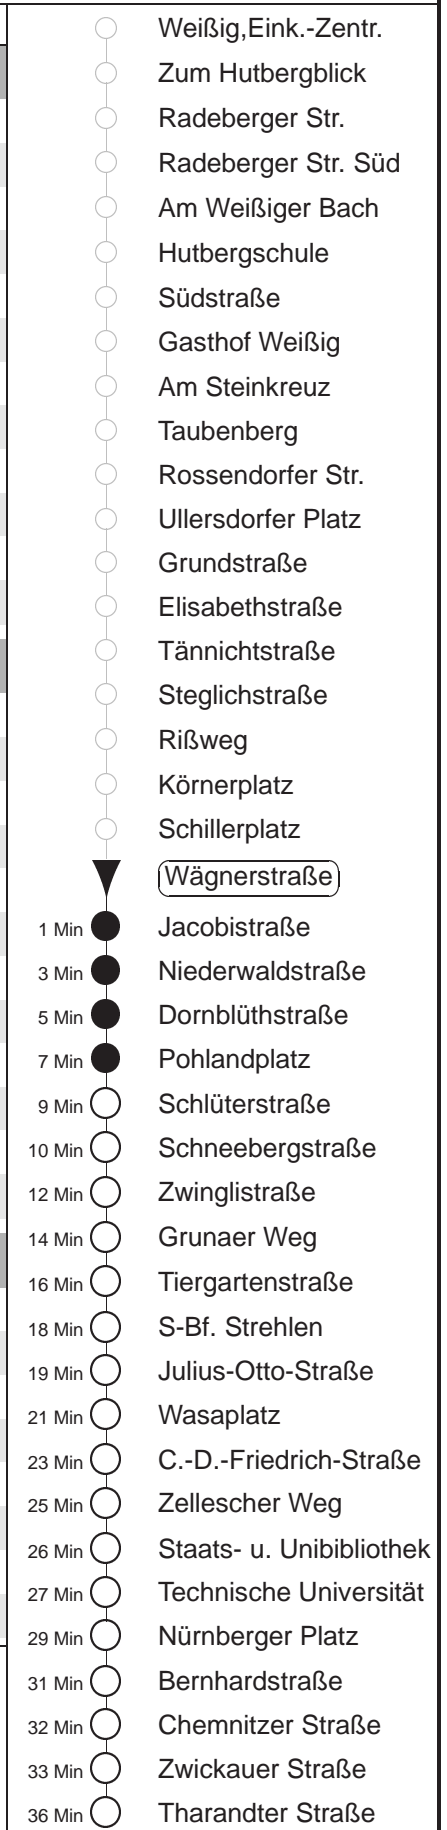 Weißig,Eink.-Zentr.
Zum Hutbergblick
Radeberger Str.
Radeberger Str. Süd
Am Weißiger Bach
Hutbergschule
Südstraße
Gasthof Weißig
Am Steinkreuz
Taubenberg
Rossendorfer Str.
Ullersdorfer Platz
Grundstraße
Elisabethstraße
Tännichtstraße
Steglichstraße
Rißweg
Körnerplatz
Schillerplatz
Wägnerstraße
1 Min Jacobistraße
3 Min Niederwaldstraße
5 Min Dornblüthstraße
7 Min Pohlandplatz
9 Min Schlüterstraße
10 Min Schneebergstraße
12 Min Zwinglistraße
14 Min Grunaer Weg
16 Min Tiergartenstraße
18 Min S-Bf. Strehlen
19 Min Julius-Otto-Straße
21 Min Wasaplatz
23 Min C.-D.-Friedrich-Straße
25 Min Zellescher Weg
26 Min Staats- u. Unibibliothek
27 Min Technische Universität
29 Min Nürnberger Platz
31 Min Bernhardstraße
32 Min Chemnitzer Straße
33 Min Zwickauer Straße
36 Min Tharandter Straße